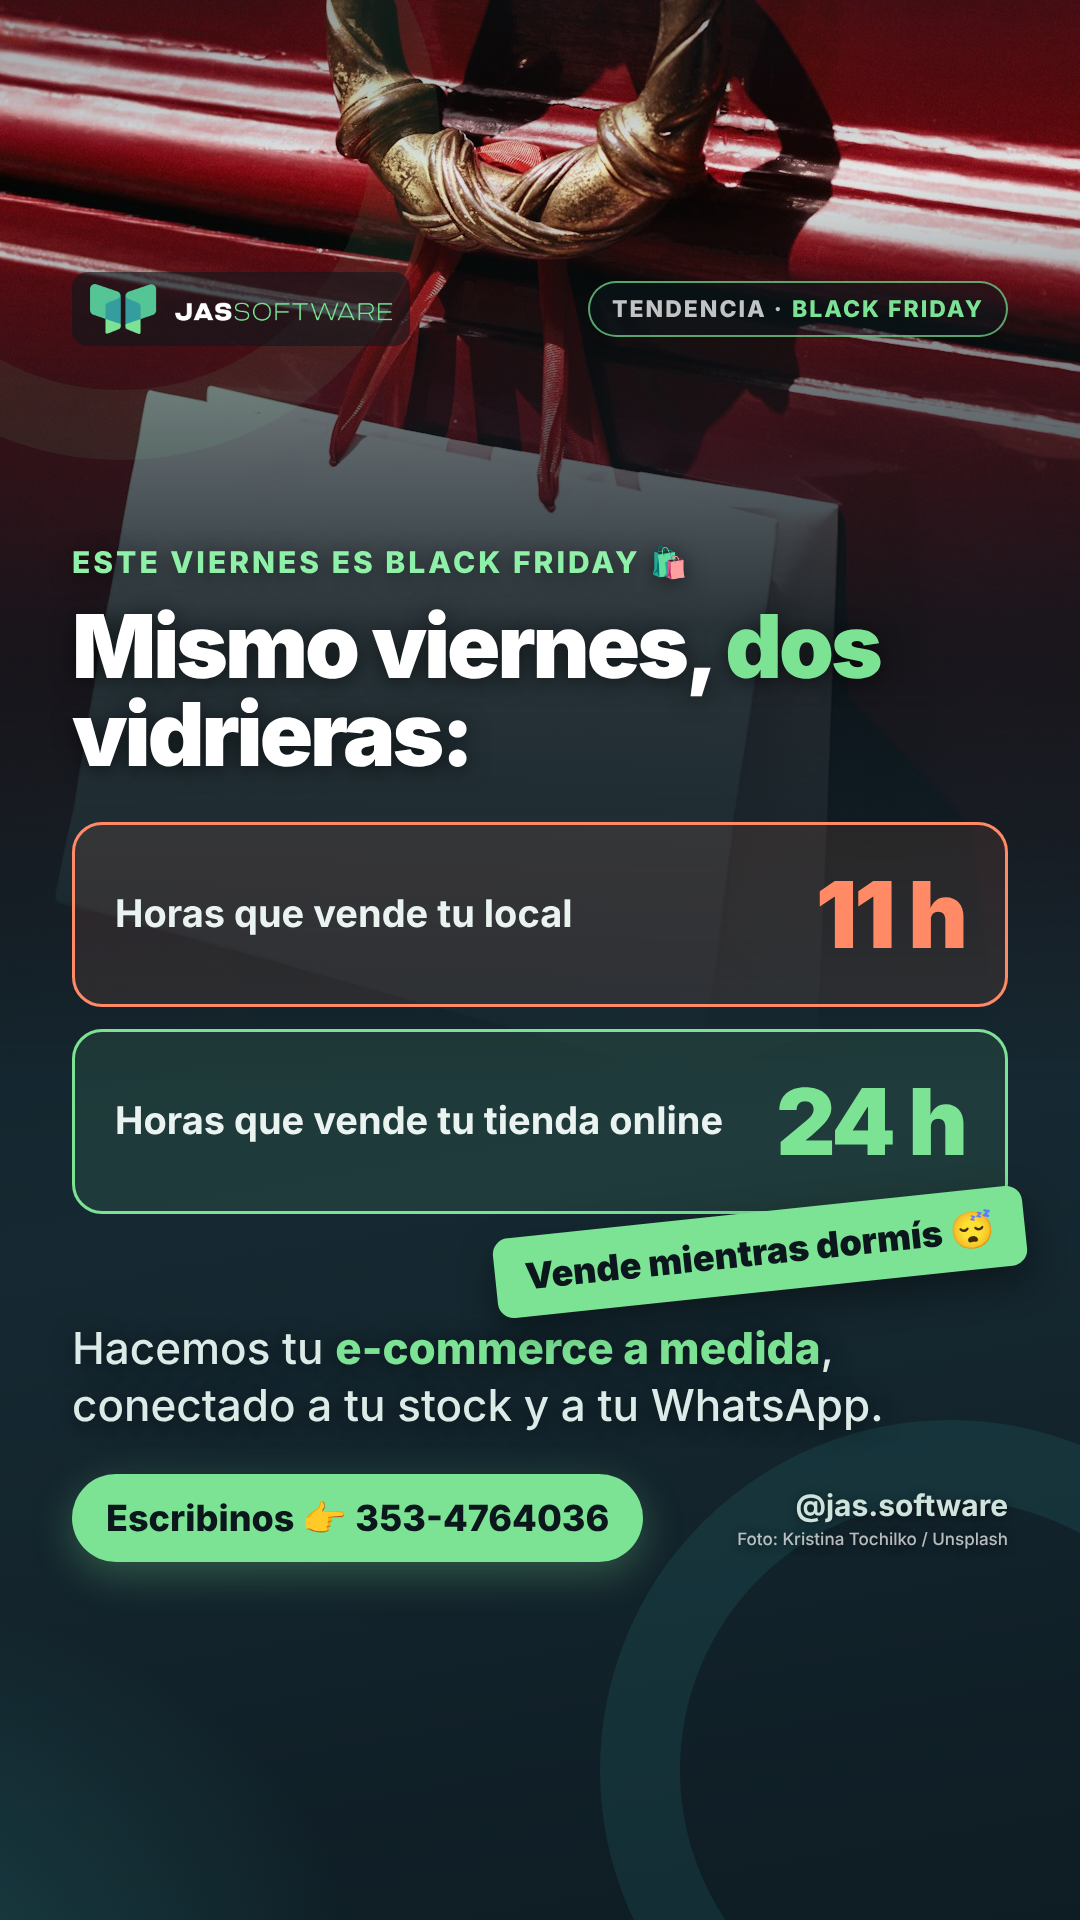 JASSOFTWARE
TENDENCIA · BLACK FRIDAY
ESTE VIERNES ES BLACK FRIDAY 🛍️
Mismo viernes, dos
vidrieras:
Horas que vende tu local
11 h
Horas que vende tu tienda online
24 h
Vende mientras dormís 😴
Hacemos tu e-commerce a medida,
conectado a tu stock y a tu WhatsApp.
Escribinos 👉 353-4764036
@jas.software
Foto: Kristina Tochilko / Unsplash